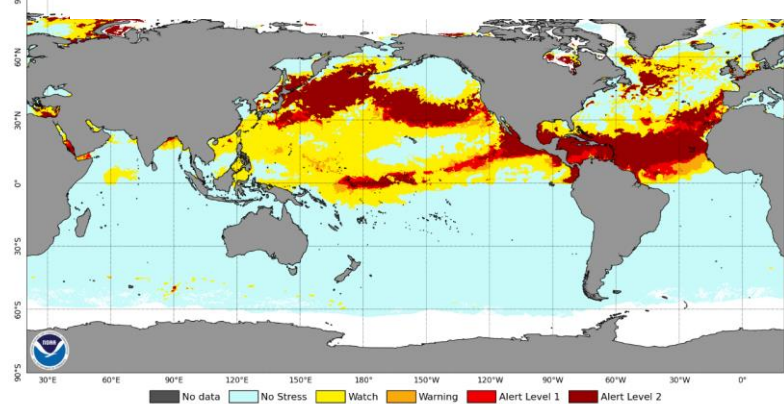 90°
60°N
30°N
0°
30°S
60°S
90°S
30°E 60°E 90°E 120°E 150°E 180° 150°W 120°W 90°W 60°W 30°W 0°
NOAA
No data No Stress Watch Warning Alert Level 1 Alert Level 2